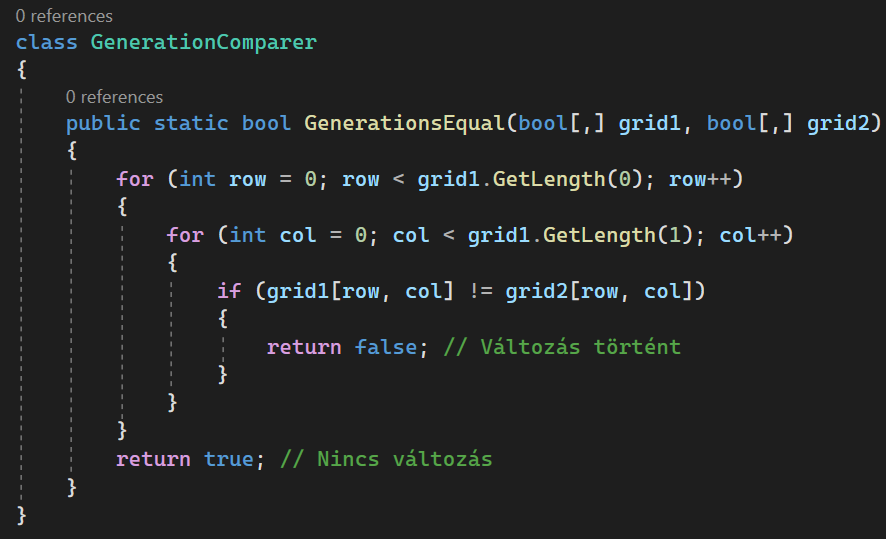 0 references
class GenerationComparer
{
0 references
public static bool GenerationsEqual(bool[,] grid1, bool[,] grid2)
{
for (int row = 0; row < grid1.GetLength(0); row++)
{
for (int col = 0; col < grid1.GetLength(1); col++)
{
if (grid1[row, col] != grid2[row, col])
{
return false; // Változás történt
}
}
}
return true; // Nincs változás
}
}